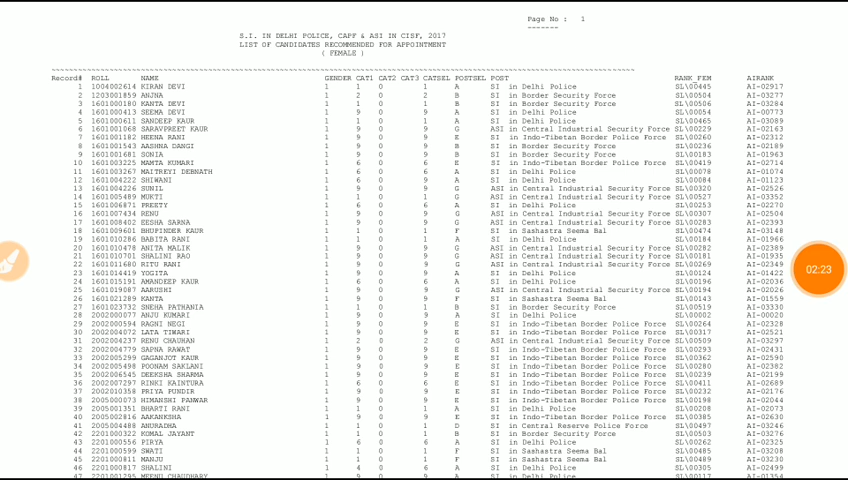 Page No :   1
-------
S.I. IN DELHI POLICE, CAPF & ASI IN CISF, 2017
LIST OF CANDIDATES RECOMMENDED FOR APPOINTMENT
( FEMALE )
Record# ROLL NAME GENDER CAT1 CAT2 CAT3 CATSEL POSTSEL POST RANK_FEM AIRANK
1 1004002614 KIRAN DEVI 1 1 0 1 A SI in Delhi Police SL\00445 AI-02917
2 1203001859 ANJNA 1 2 0 2 B SI in Border Security Force SL\00504 AI-03277
3 1601000180 KANTA DEVI 1 1 0 1 B SI in Border Security Force SL\00506 AI-03284
4 1601000413 SEEMA DEVI 1 9 0 9 A SI in Delhi Police SL\00054 AI-00773
5 1601000611 SANDEEP KAUR 1 1 0 1 A SI in Delhi Police SL\00465 AI-03089
6 1601001068 SARAVPREET KAUR 1 9 0 9 G ASI in Central Industrial Security Force SL\00229 AI-02163
7 1601001182 HEENA RANI 1 9 0 9 E SI in Indo-Tibetan Border Police Force SL\00260 AI-02312
8 1601001543 AASHNA DANGI 1 9 0 9 B SI in Border Security Force SL\00236 AI-02189
9 1601001681 SONIA 1 9 0 9 B SI in Border Security Force SL\00183 AI-01963
10 1601003225 MAMTA KUMARI 1 6 0 6 E SI in Indo-Tibetan Border Police Force SL\00419 AI-02714
11 1601003267 MAITREYI DEBNATH 1 6 0 9 A SI in Delhi Police SL\00078 AI-01074
12 1601004222 SHIWANI 1 6 0 9 A SI in Delhi Police SL\00084 AI-01123
13 1601004226 SUNIL 1 9 0 9 G ASI in Central Industrial Security Force SL\00320 AI-02526
14 1601005489 MUKTI 1 1 0 1 G ASI in Central Industrial Security Force SL\00527 AI-03352
15 1601006871 PREETY 1 6 0 6 A SI in Delhi Police SL\00253 AI-02270
16 1601007434 RENU 1 9 0 9 G ASI in Central Industrial Security Force SL\00307 AI-02504
17 1601008402 EESHA SARNA 1 9 0 9 G ASI in Central Industrial Security Force SL\00283 AI-02393
18 1601009601 BHUPINDER KAUR 1 1 0 1 F SI in Sashastra Seema Bal SL\00474 AI-03148
19 1601010286 BABITA RANI 1 1 0 1 A SI in Delhi Police SL\00184 AI-01966
20 1601010478 ANITA MALIK 1 9 0 9 G ASI in Central Industrial Security Force SL\00282 AI-02389
21 1601010701 SHALINI RAO 1 9 0 9 G ASI in Central Industrial Security Force SL\00181 AI-01935
22 1601011680 RITU RANI 1 9 0 9 G ASI in Central Industrial Security Force SL\00269 AI-02349
23 1601014419 YOGITA 1 9 0 9 A SI in Delhi Police SL\00124 AI-01422
24 1601015191 AMANDEEP KAUR 1 6 0 6 A SI in Delhi Police SL\00196 AI-02036
25 1601019087 AARUSHI 1 9 0 9 G ASI in Central Industrial Security Force SL\00194 AI-02026
26 1601021289 KANTA 1 9 0 9 F SI in Sashastra Seema Bal SL\00143 AI-01559
27 1601023732 SNEHA PATHANIA 1 1 0 1 B SI in Border Security Force SL\00519 AI-03330
28 2002000077 ANJU KUMARI 1 9 0 9 A SI in Delhi Police SL\00002 AI-00020
29 2002000594 RAGNI NEGI 1 9 0 9 E SI in Indo-Tibetan Border Police Force SL\00264 AI-02328
30 2002004072 LATA TIWARI 1 9 0 9 E SI in Indo-Tibetan Border Police Force SL\00317 AI-02521
31 2002004237 RENU CHAUHAN 1 2 0 2 G ASI in Central Industrial Security Force SL\00509 AI-03297
32 2002004779 SAPNA RAWAT 1 9 0 9 E SI in Indo-Tibetan Border Police Force SL\00293 AI-02431
33 2002005299 GAGANJOT KAUR 1 9 0 9 E SI in Indo-Tibetan Border Police Force SL\00362 AI-02590
34 2002005498 POONAM SAKLANI 1 9 0 9 E SI in Indo-Tibetan Border Police Force SL\00280 AI-02382
35 2002006545 DEEKSHA SHARMA 1 9 0 9 E SI in Indo-Tibetan Border Police Force SL\00239 AI-02199
36 2002007297 RINKI KAINTURA 1 6 0 6 E SI in Indo-Tibetan Border Police Force SL\00411 AI-02689
37 2002010358 PRIYA PUNDIR 1 9 0 9 E SI in Indo-Tibetan Border Police Force SL\00232 AI-02176
38 2005000073 HIMANSHI PANWAR 1 9 0 9 E SI in Indo-Tibetan Border Police Force SL\00198 AI-02044
39 2005001351 BHARTI RANI 1 1 0 1 A SI in Delhi Police SL\00208 AI-02073
40 2005002816 AAKANKSHA 1 9 0 9 E SI in Indo-Tibetan Border Police Force SL\00385 AI-02630
41 2005004488 ANURADHA 1 1 0 1 D SI in Central Reserve Police Force SL\00497 AI-03246
42 2201000322 KOMAL JAYANT 1 1 0 1 B SI in Border Security Force SL\00503 AI-03276
43 2201000556 PIRYA 1 6 0 6 A SI in Delhi Police SL\00262 AI-02325
44 2201000599 SWATI 1 1 0 1 F SI in Sashastra Seema Bal SL\00485 AI-03208
45 2201000811 MANJU 1 1 0 1 F SI in Sashastra Seema Bal SL\00489 AI-03230
46 2201000817 SHALINI 1 4 0 6 A SI in Delhi Police SL\00305 AI-02499
47 2201001295 MEENU CHAUDHARY 1 9 0 9 A SI in Delhi Police SL\00117 AI-01354
02:23